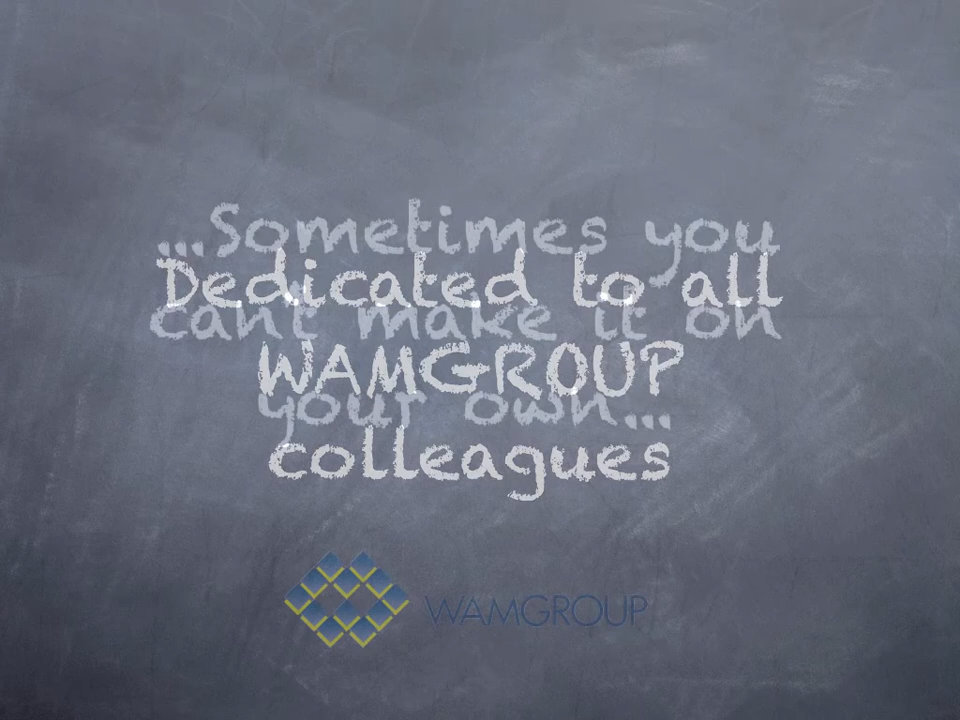 ...Sometimes you
Dedicated to all
cant make it on
WAMGROUP
your own...
colleagues
WAMGROUP